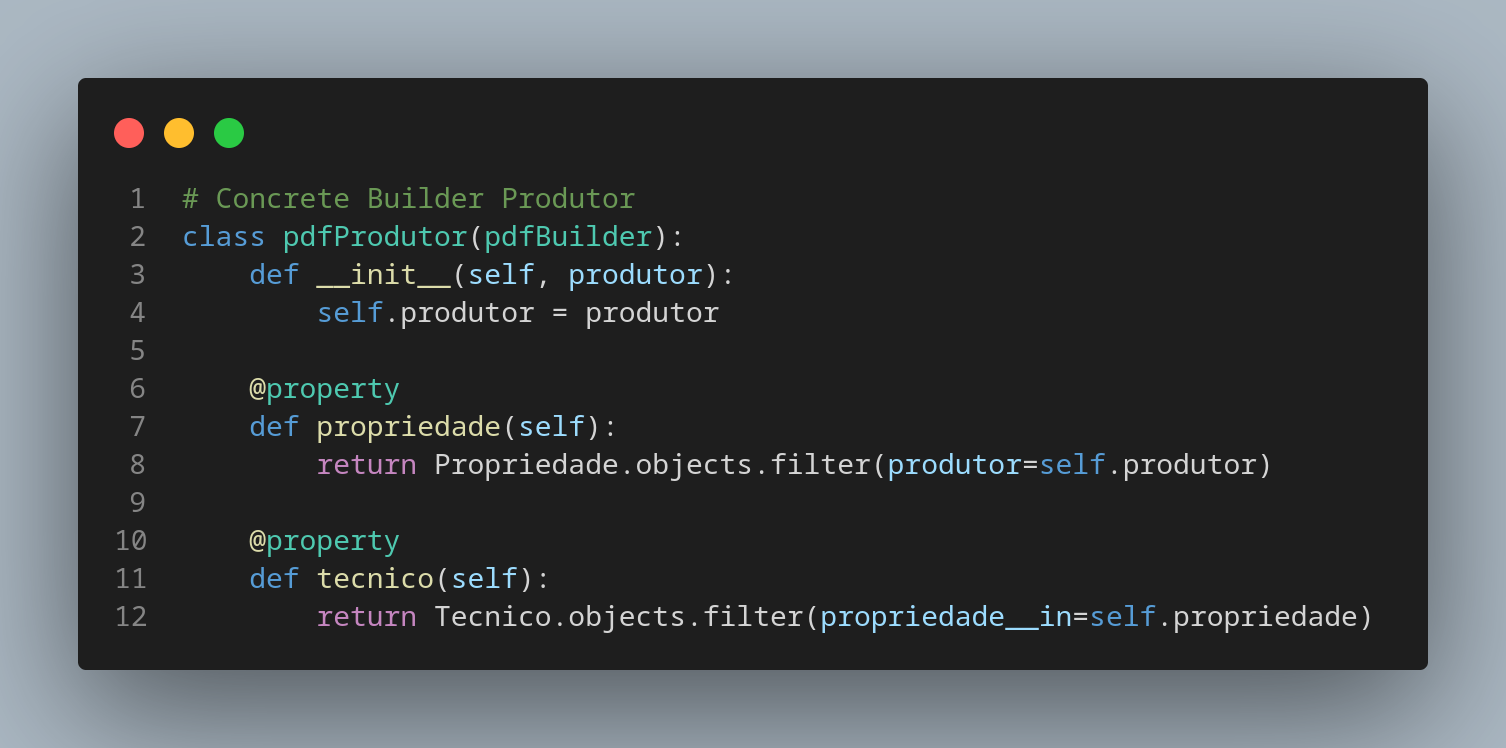 1 # Concrete Builder Produtor
2 class pdfProdutor(pdfBuilder):
3     def __init__(self, produtor):
4         self.produtor = produtor
5
6     @property
7     def propriedade(self):
8         return Propriedade.objects.filter(produtor=self.produtor)
9
10     @property
11     def tecnico(self):
12         return Tecnico.objects.filter(propriedade__in=self.propriedade)